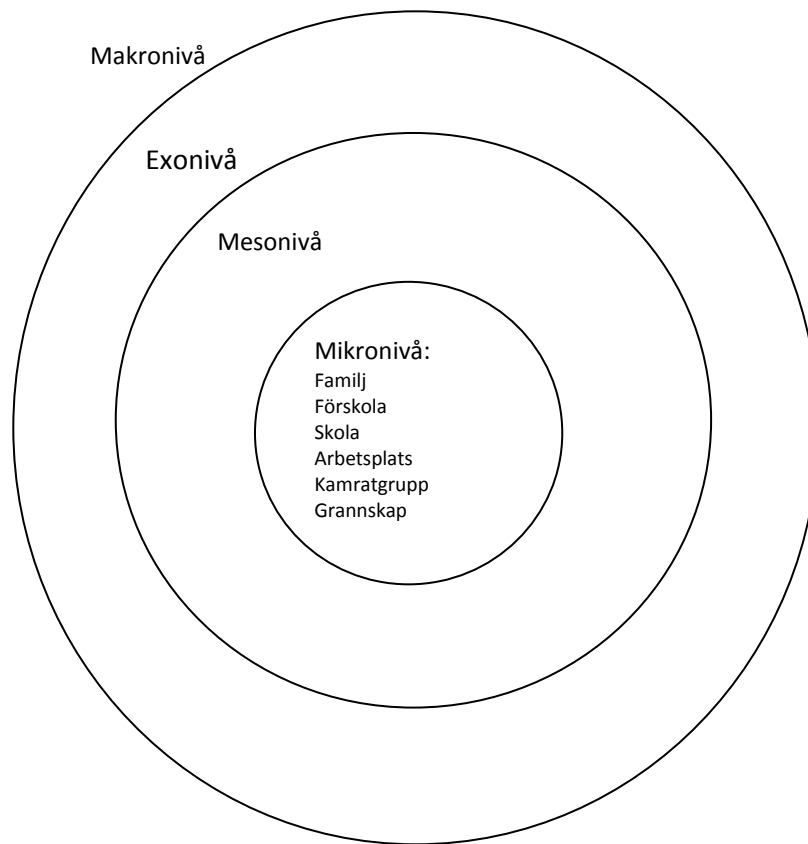 Makronivå
Exonivå
Mesonivå
Mikronivå:
Familj
Förskola
Skola
Arbetsplats
Kamratgrupp
Grannskap